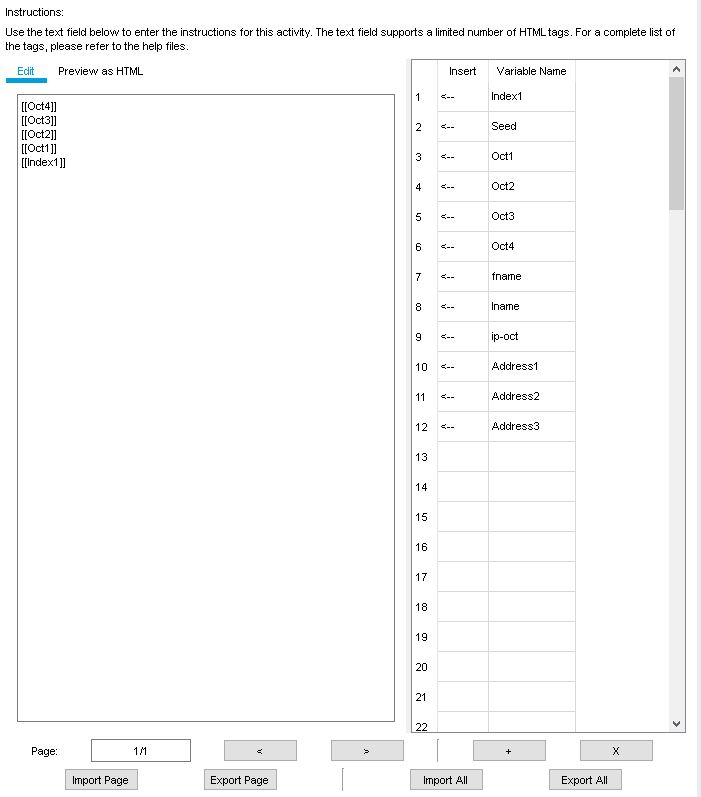 Instructions:
Use the text field below to enter the instructions for this activity. The text field supports a limited number of HTML tags. For a complete list of
the tags, please refer to the help files.
Edit Preview as HTML
[[Oct4]]
[[Oct3]]
[[Oct2]]
[[Oct1]]
[[Index1]]
Insert Variable Name
1 <-- Index1
2 <-- Seed
3 <-- Oct1
4 <-- Oct2
5 <-- Oct3
6 <-- Oct4
7 <-- fname
8 <-- lname
9 <-- ip-oct
10 <-- Address1
11 <-- Address2
12 <-- Address3
13
14
15
16
17
18
19
20
21
22
Page: 1/1 < > + X
Import Page Export Page Import All Export All